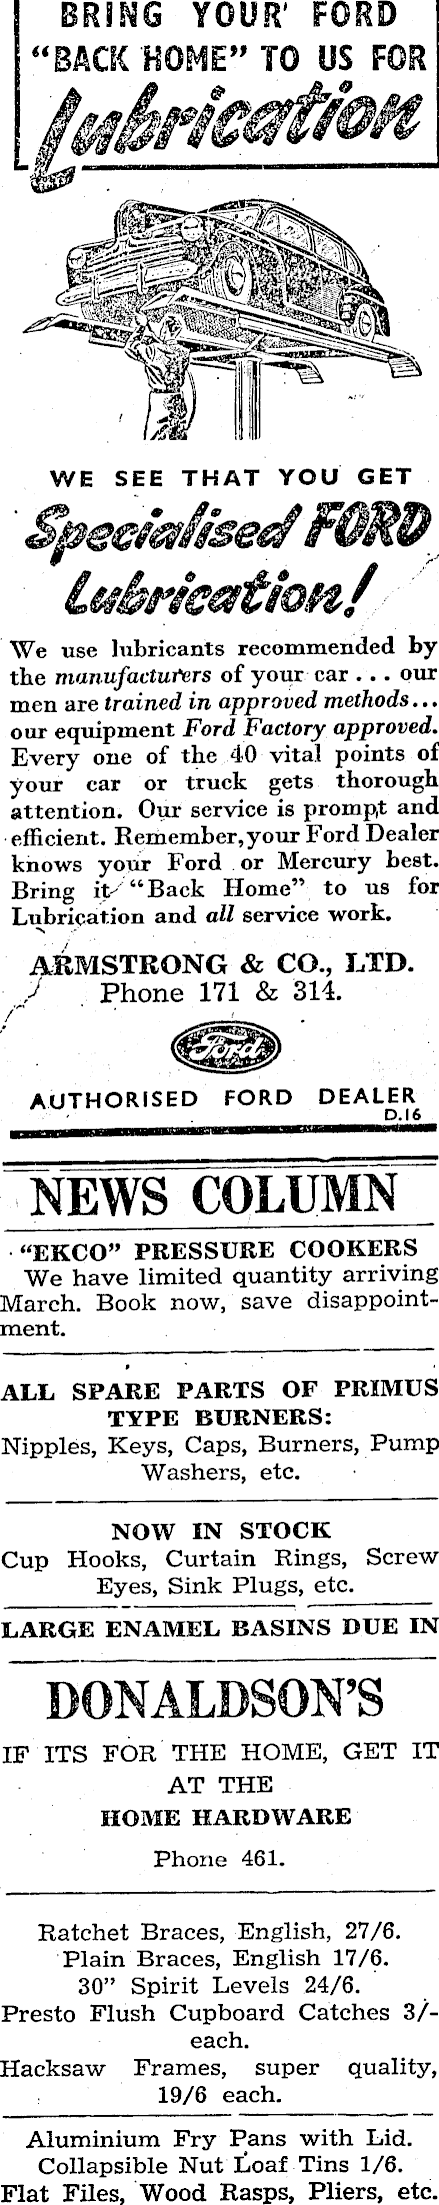 BRING YOUR' FORD
"BACK HOME" TO US FOR
Lubrication
WE SEE THAT YOU GET
Specialised FORD
Lubrication!
We use lubricants recommended by
the manufacturers of your car . . . our
men are trained in approved methods...
our equipment Ford Factory approved.
Every one of the 40 vital points of
your car or truck gets thorough
attention. Our service is prompt and
efficient. Remember, your Ford Dealer
knows your Ford or Mercury best.
Bring it "Back Home" to us for
Lubrication and all service work.
ARMSTRONG & CO., LTD.
Phone 171 & 314.
Ford
AUTHORISED FORD DEALER
D.16
NEWS COLUMN
"EKCO" PRESSURE COOKERS
We have limited quantity arriving
March. Book now, save disappoint-
ment.
ALL SPARE PARTS OF PRIMUS
TYPE BURNERS:
Nipples, Keys, Caps, Burners, Pump
Washers, etc.
NOW IN STOCK
Cup Hooks, Curtain Rings, Screw
Eyes, Sink Plugs, etc.
LARGE ENAMEL BASINS DUE IN
DONALDSON'S
IF ITS FOR THE HOME, GET IT
AT THE
HOME HARDWARE
Phone 461.
Ratchet Braces, English, 27/6.
Plain Braces, English 17/6.
30" Spirit Levels 24/6.
Presto Flush Cupboard Catches 3/-
each.
Hacksaw Frames, super quality,
19/6 each.
Aluminium Fry Pans with Lid.
Collapsible Nut Loaf Tins 1/6.
Flat Files, Wood Rasps, Pliers, etc.